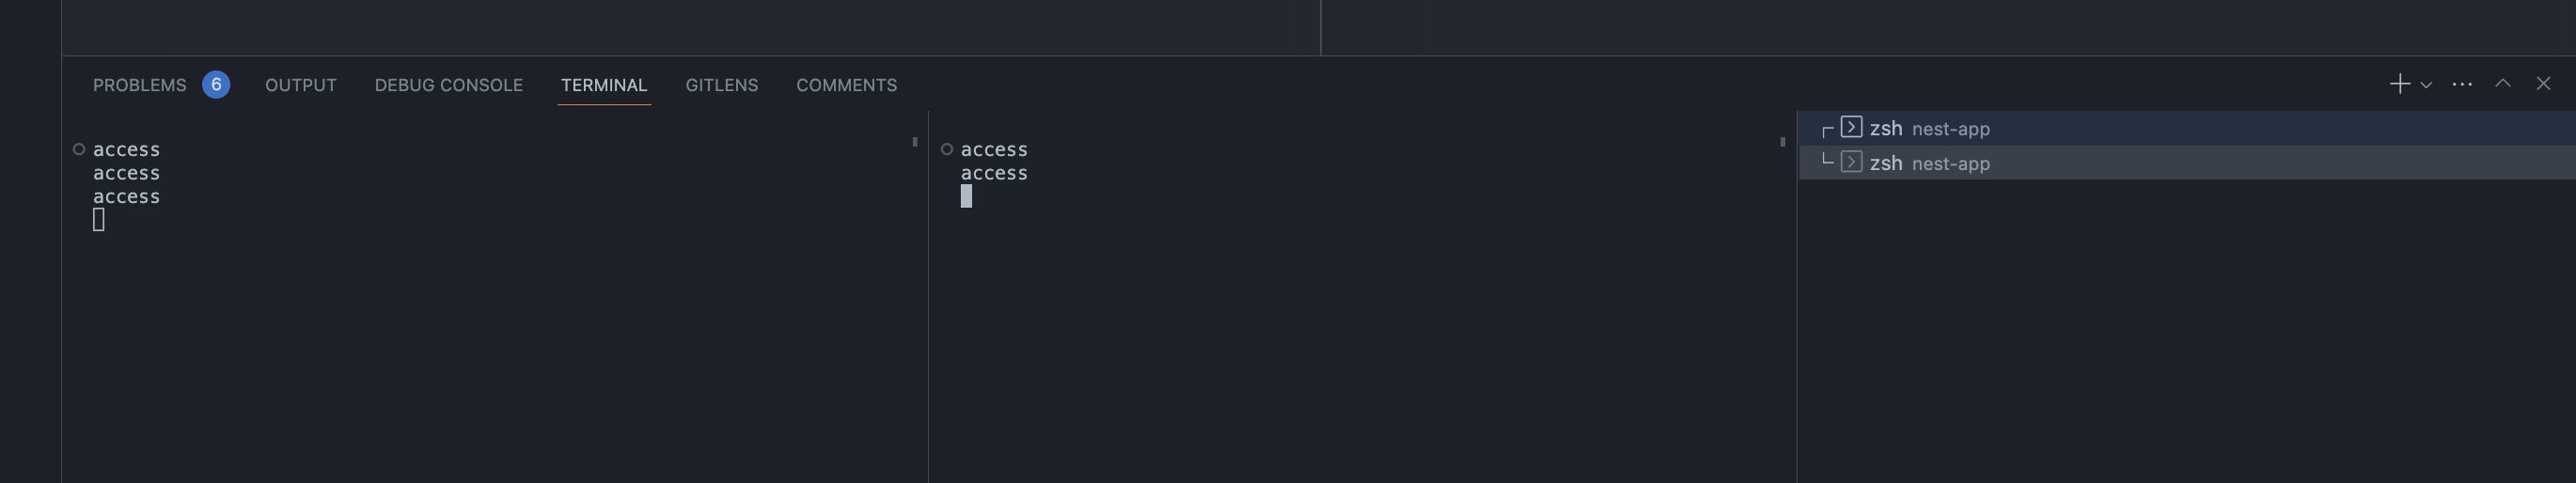 PROBLEMS 6 OUTPUT DEBUG CONSOLE TERMINAL GITLENS COMMENTS
access
access
access
access
access
zsh nest-app
zsh nest-app